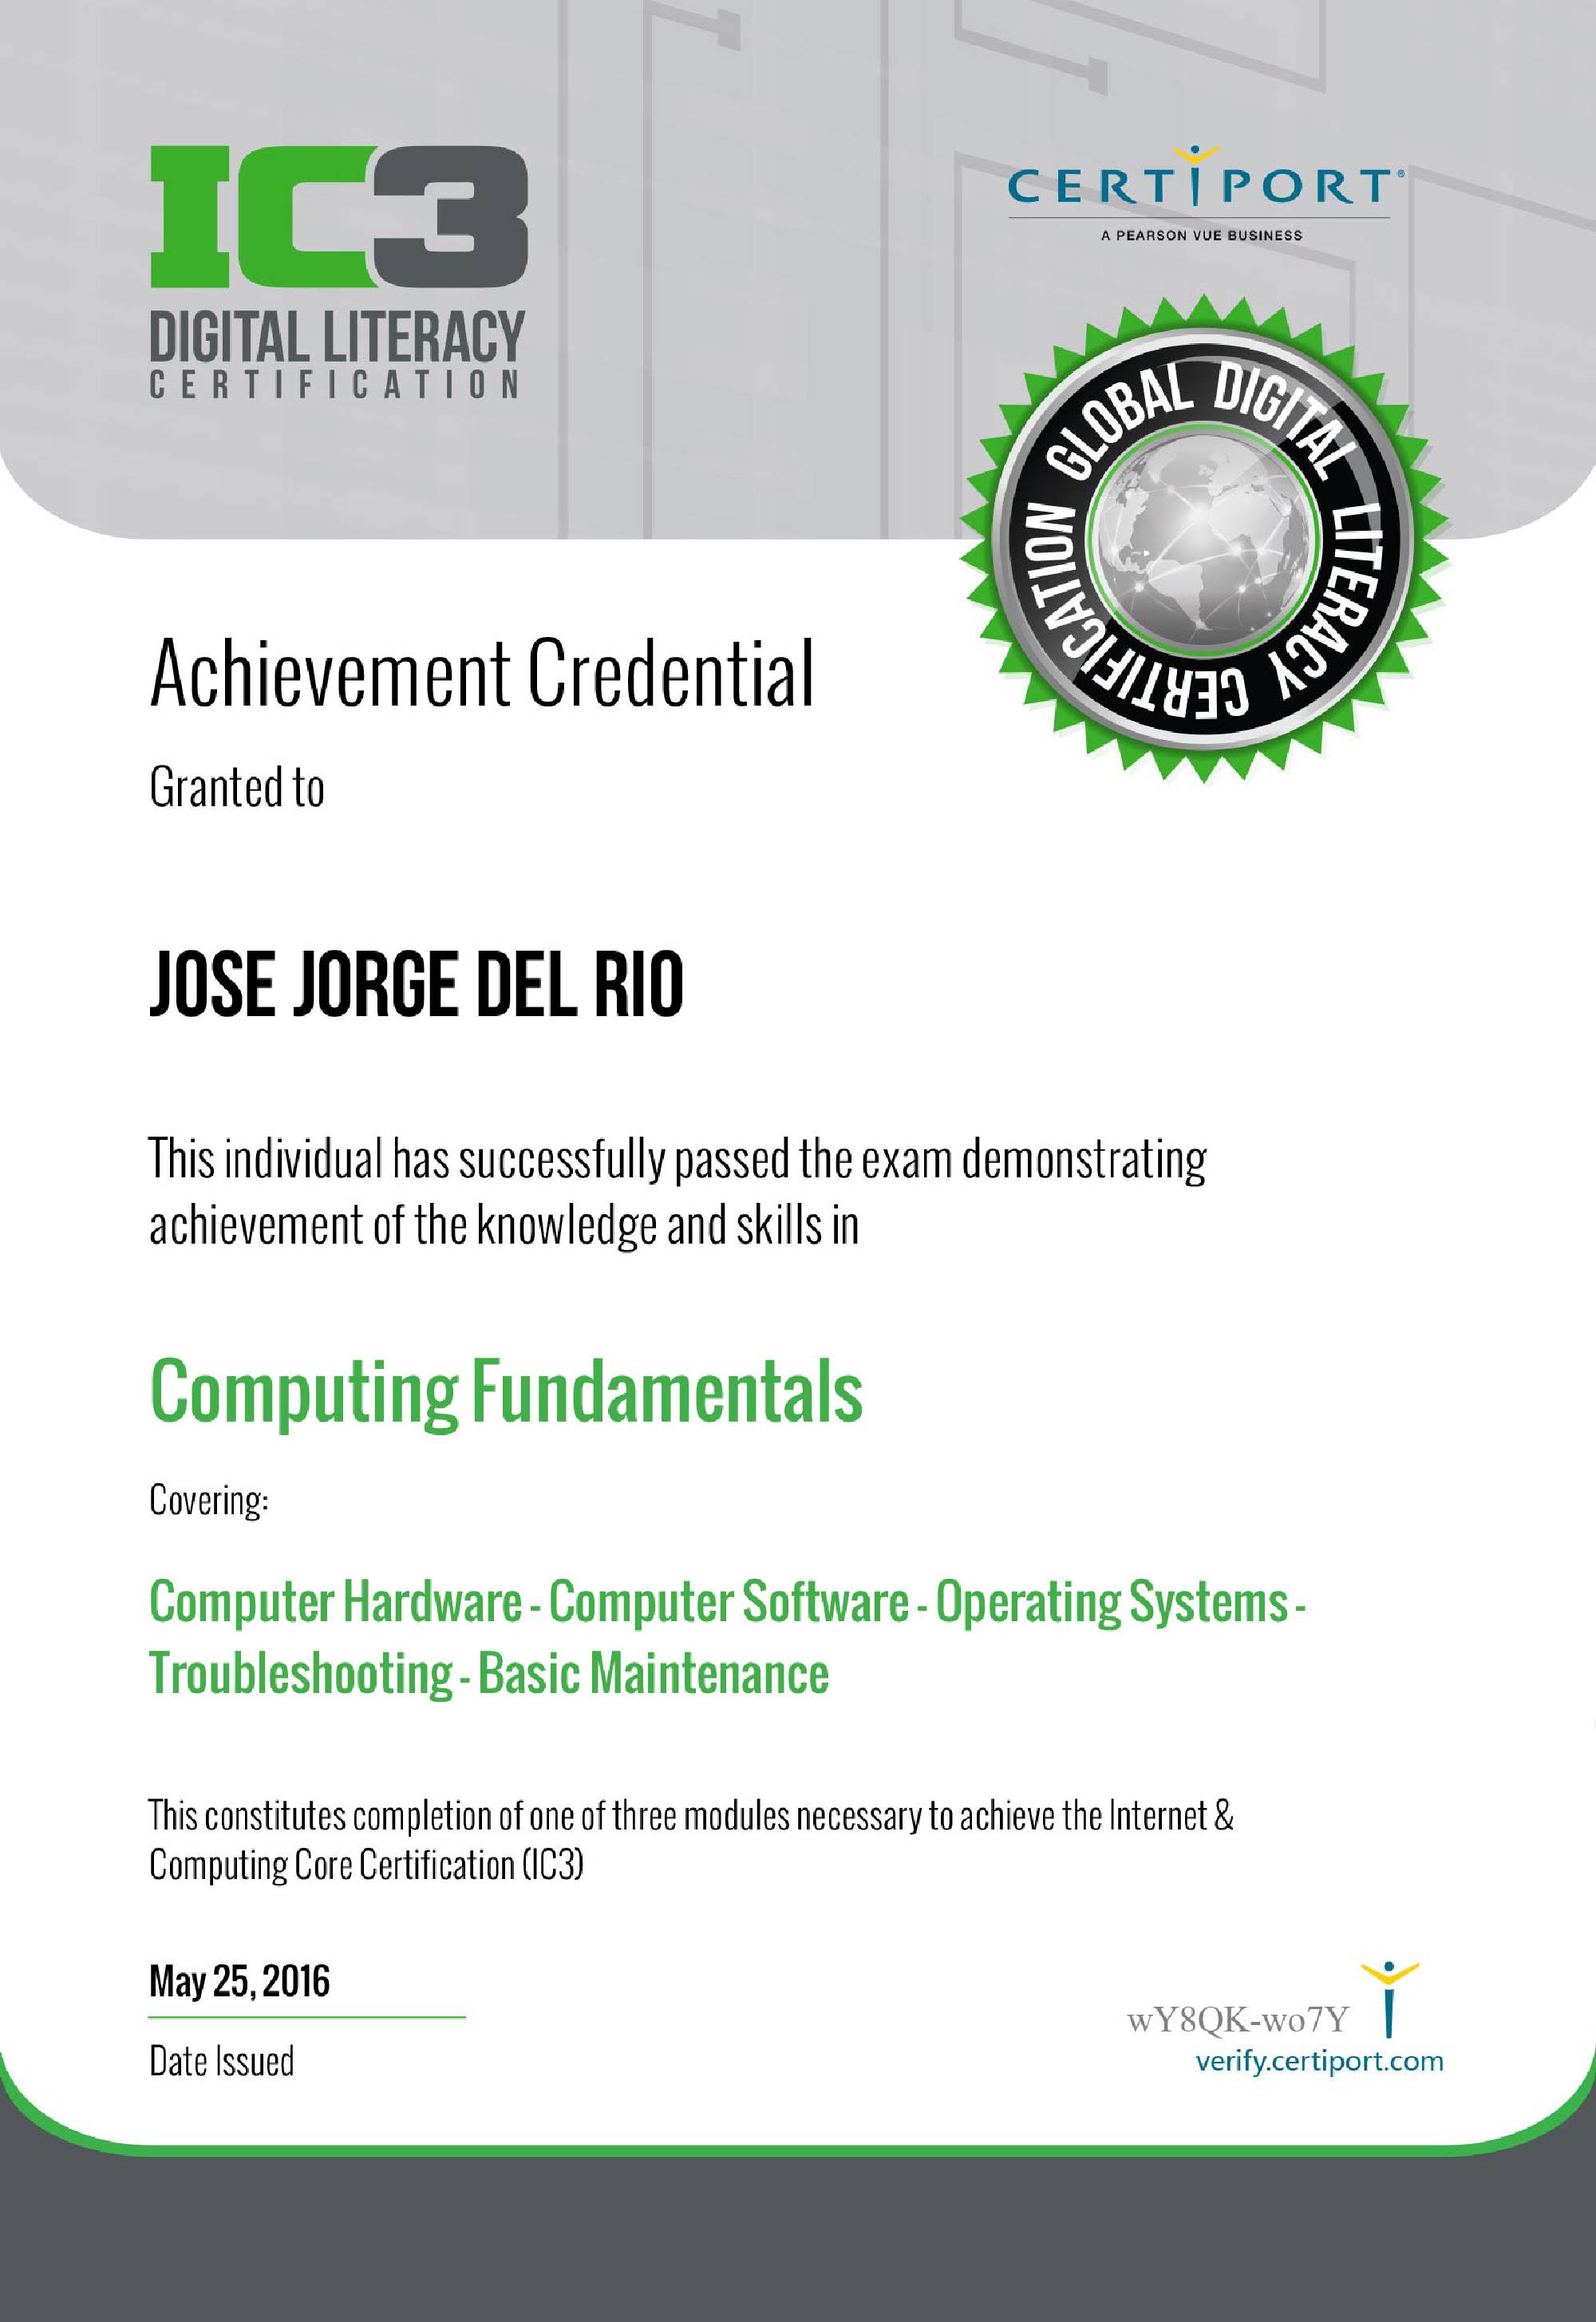 IC3
DIGITAL LITERACY
CERTIFICATION
CERTIPORT®
A PEARSON VUE BUSINESS
GLOBAL DIGITAL LITERACY CERTIFICATION
Achievement Credential
Granted to
JOSE JORGE DEL RIO
This individual has successfully passed the exam demonstrating
achievement of the knowledge and skills in
Computing Fundamentals
Covering:
Computer Hardware - Computer Software - Operating Systems -
Troubleshooting - Basic Maintenance
This constitutes completion of one of three modules necessary to achieve the Internet &
Computing Core Certification (IC3)
May 25, 2016
Date Issued
wY8QK-wo7Y
verify.certiport.com